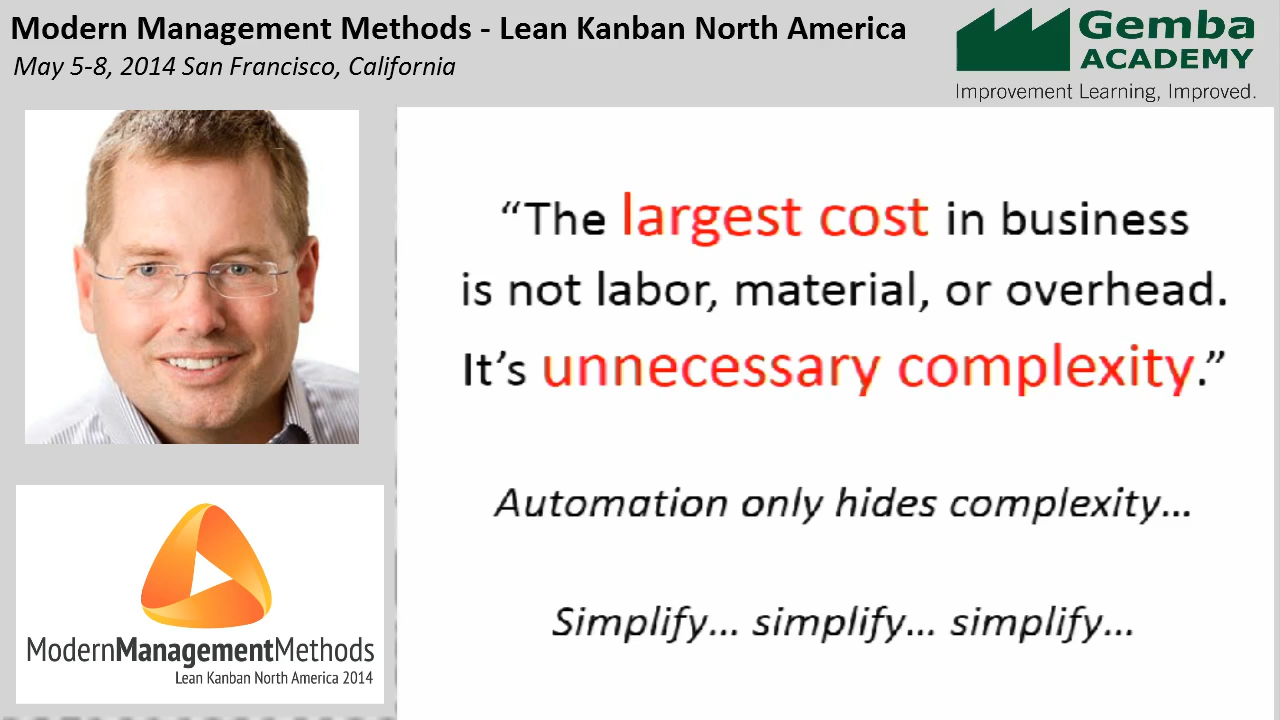 Modern Management Methods - Lean Kanban North America
May 5-8, 2014 San Francisco, California
Gemba
ACADEMY
Improvement Learning, Improved.
“The largest cost in business
is not labor, material, or overhead.
It’s unnecessary complexity.”
Automation only hides complexity...
Simplify... simplify... simplify...
ModernManagementMethods
Lean Kanban North America 2014